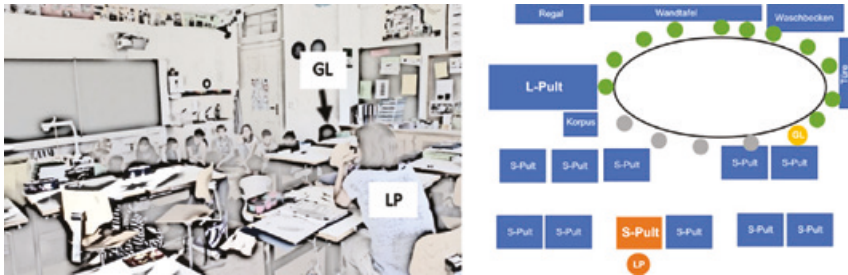 GL
LP
Regal
Wandtafel
Waschbecken
Türe
L-Pult
Korpus
GL
S-Pult S-Pult S-Pult S-Pult S-Pult
S-Pult S-Pult S-Pult S-Pult S-Pult S-Pult
LP